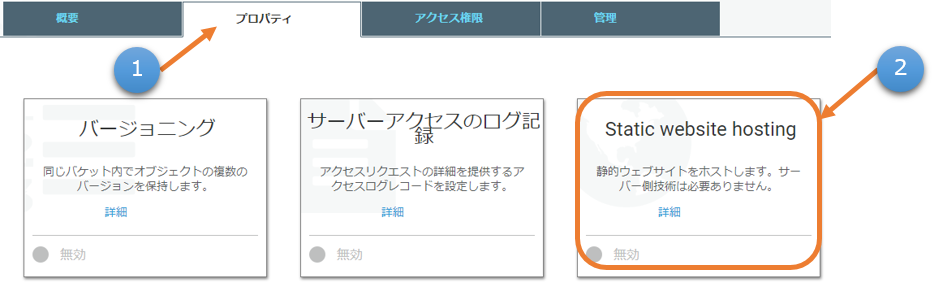 概要
プロパティ
アクセス権限
管理
1
2
バージョニング
同じバケット内でオブジェクトの複数の
バージョンを保持します。
詳細
無効
サーバーアクセスのログ記
録
アクセスリクエストの詳細を提供するア
クセスログレコードを設定します。
詳細
無効
Static website hosting
静的ウェブサイトをホストします。サー
バー側技術は必要ありません。
詳細
無効